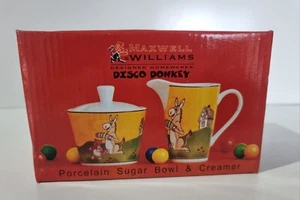 MAXWELL
WILLIAMS
DESIGNER HOMEWARES
DISCO DONKEY
Porcelain Sugar Bowl & Creamer